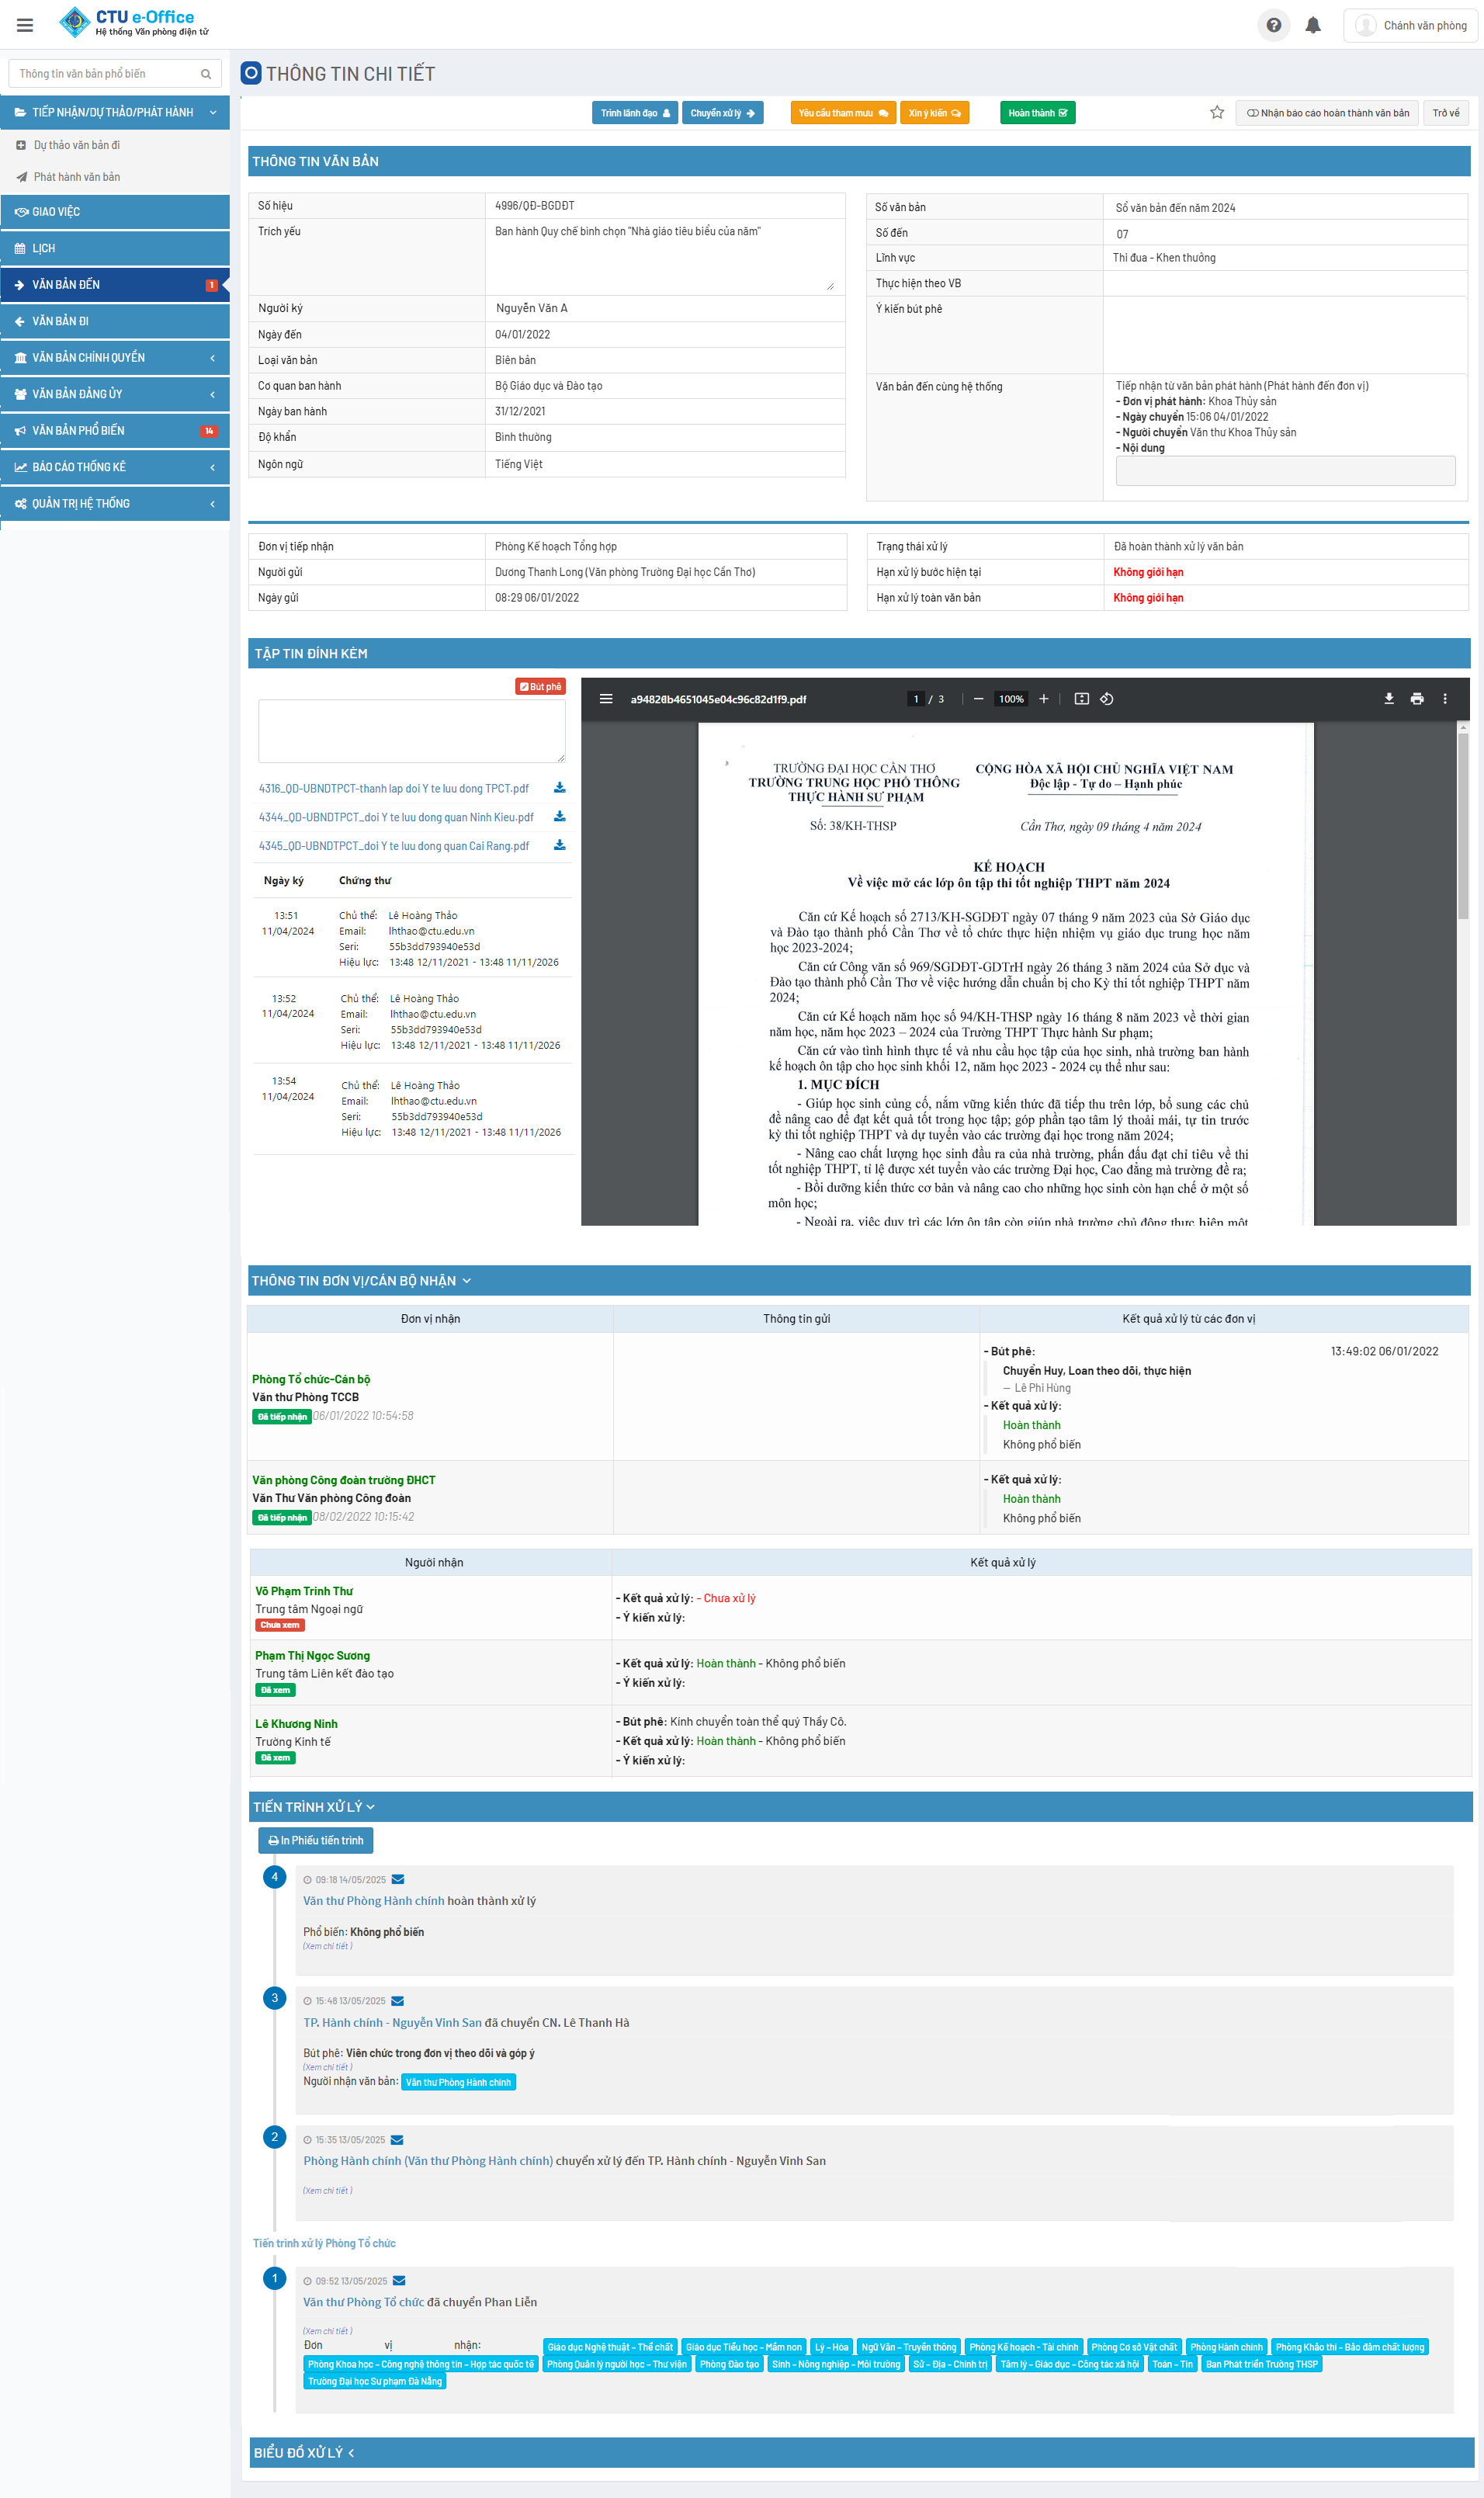 CTU e-Office
Hệ thống Văn phòng điện tử
Chánh văn phòng
Thông tin văn bản phổ biến
TIẾP NHẬN/DỰ THẢO/PHÁT HÀNH
Dự thảo văn bản đi
Phát hành văn bản
GIAO VIỆC
LỊCH
VĂN BẢN ĐẾN 1
VĂN BẢN ĐI
VĂN BẢN CHÍNH QUYỀN
VĂN BẢN ĐẢNG ỦY
VĂN BẢN PHỔ BIẾN 14
BÁO CÁO THỐNG KÊ
QUẢN TRỊ HỆ THỐNG
THÔNG TIN CHI TIẾT
Trình lãnh đạo Chuyển xử lý Yêu cầu tham mưu Xin ý kiến Hoàn thành Nhận báo cáo hoàn thành văn bản Trở về
THÔNG TIN VĂN BẢN
Số hiệu 4996/QĐ-BGDĐT
Trích yếu Ban hành Quy chế bình chọn "Nhà giáo tiêu biểu của năm"
Người ký Nguyễn Văn A
Ngày đến 04/01/2022
Loại văn bản Biên bản
Cơ quan ban hành Bộ Giáo dục và Đào tạo
Ngày ban hành 31/12/2021
Độ khẩn Bình thường
Ngôn ngữ Tiếng Việt
Số văn bản Sổ văn bản đến năm 2024
Số đến 07
Lĩnh vực Thi đua - Khen thưởng
Thực hiện theo VB
Ý kiến bút phê
Văn bản đến cùng hệ thống Tiếp nhận từ văn bản phát hành (Phát hành đến đơn vị)
- Đơn vị phát hành: Khoa Thủy sản
- Ngày chuyển 15:06 04/01/2022
- Người chuyển Văn thư Khoa Thủy sản
- Nội dung
Đơn vị tiếp nhận Phòng Kế hoạch Tổng hợp
Người gửi Dương Thanh Long (Văn phòng Trường Đại học Cần Thơ)
Ngày gửi 08:29 06/01/2022
Trạng thái xử lý Đã hoàn thành xử lý văn bản
Hạn xử lý bước hiện tại Không giới hạn
Hạn xử lý toàn văn bản Không giới hạn
TẬP TIN ĐÍNH KÈM
Bút phê
4316_QD-UBNDTPCT-thanh lap doi Y te luu dong TPCT.pdf
4344_QD-UBNDTPCT_doi Y te luu dong quan Ninh Kieu.pdf
4345_QD-UBNDTPCT_doi Y te luu dong quan Cai Rang.pdf
Ngày ký Chứng thư
13:51 11/04/2024
Chủ thể: Lê Hoàng Thảo
Email: lhthao@ctu.edu.vn
Seri: 55b3dd793940e53d
Hiệu lực: 13:48 12/11/2021 - 13:48 11/11/2026
13:52 11/04/2024
Chủ thể: Lê Hoàng Thảo
Email: lhthao@ctu.edu.vn
Seri: 55b3dd793940e53d
Hiệu lực: 13:48 12/11/2021 - 13:48 11/11/2026
13:54 11/04/2024
Chủ thể: Lê Hoàng Thảo
Email: lhthao@ctu.edu.vn
Seri: 55b3dd793940e53d
Hiệu lực: 13:48 12/11/2021 - 13:48 11/11/2026
1 / 3 100%
TRƯỜNG ĐẠI HỌC CẦN THƠ
TRƯỜNG TRUNG HỌC PHỔ THÔNG
THỰC HÀNH SƯ PHẠM
Số: 38/KH-THSP
CỘNG HÒA XÃ HỘI CHỦ NGHĨA VIỆT NAM
Độc lập - Tự do – Hạnh phúc
Cần Thơ, ngày 09 tháng 4 năm 2024
KẾ HOẠCH
Về việc mở các lớp ôn tập thi tốt nghiệp THPT năm 2024
Căn cứ Kế hoạch số 2713/KH-SGDĐT ngày 07 tháng 9 năm 2023 của Sở Giáo dục
và Đào tạo thành phố Cần Thơ về tổ chức thực hiện nhiệm vụ giáo dục trung học năm
học 2023-2024;
Căn cứ Công văn số 969/SGDĐT-GDTrH ngày 26 tháng 3 năm 2024 của Sở dục và
Đào tạo thành phố Cần Thơ về việc hướng dẫn chuẩn bị cho Kỳ thi tốt nghiệp THPT năm
2024;
Căn cứ Kế hoạch năm học số 94/KH-THSP ngày 16 tháng 8 năm 2023 về thời gian
năm học, năm học 2023 – 2024 của Trường THPT Thực hành Sư phạm;
Căn cứ vào tình hình thực tế và nhu cầu học tập của học sinh, nhà trường ban hành
kế hoạch ôn tập cho học sinh khối 12, năm học 2023 - 2024 cụ thể như sau:
1. MỤC ĐÍCH
- Giúp học sinh củng cố, nắm vững kiến thức đã tiếp thu trên lớp, bổ sung các chủ
đề nâng cao để đạt kết quả tốt trong học tập; góp phần tạo tâm lý thoải mái, tự tin trước
kỳ thi tốt nghiệp THPT và dự tuyển vào các trường đại học trong năm 2024;
- Nâng cao chất lượng học sinh đầu ra của nhà trường, phấn đấu đạt chỉ tiêu về thi
tốt nghiệp THPT, tỉ lệ được xét tuyển vào các trường Đại học, Cao đẳng mà trường đề ra;
- Bồi dưỡng kiến thức cơ bản và nâng cao cho những học sinh còn hạn chế ở một số
môn học;
- Ngoài ra, việc duy trì các lớp ôn tập còn giúp nhà trường chủ động thực hiện một
THÔNG TIN ĐƠN VỊ/CÁN BỘ NHẬN
Đơn vị nhận Thông tin gửi Kết quả xử lý từ các đơn vị
Phòng Tổ chức-Cán bộ
Văn thư Phòng TCCB
Đã tiếp nhận 06/01/2022 10:54:58
- Bút phê: 13:49:02 06/01/2022
Chuyển Huy, Loan theo dõi, thực hiện
— Lê Phi Hùng
- Kết quả xử lý:
Hoàn thành
Không phổ biến
Văn phòng Công đoàn trường ĐHCT
Văn Thư Văn phòng Công đoàn
Đã tiếp nhận 08/02/2022 10:15:42
- Kết quả xử lý:
Hoàn thành
Không phổ biến
Người nhận Kết quả xử lý
Võ Phạm Trinh Thư
Trung tâm Ngoại ngữ
Chưa xem
- Kết quả xử lý: - Chưa xử lý
- Ý kiến xử lý:
Phạm Thị Ngọc Sương
Trung tâm Liên kết đào tạo
Đã xem
- Kết quả xử lý: Hoàn thành - Không phổ biến
- Ý kiến xử lý:
Lê Khương Ninh
Trường Kinh tế
Đã xem
- Bút phê: Kính chuyển toàn thể quý Thầy Cô.
- Kết quả xử lý: Hoàn thành - Không phổ biến
- Ý kiến xử lý:
TIẾN TRÌNH XỬ LÝ
In Phiếu tiến trình
4 09:18 14/05/2025
Văn thư Phòng Hành chính hoàn thành xử lý
Phổ biến: Không phổ biến
(Xem chi tiết )
3 15:48 13/05/2025
TP. Hành chính - Nguyễn Vinh San đã chuyển CN. Lê Thanh Hà
Bút phê: Viên chức trong đơn vị theo dõi và góp ý
(Xem chi tiết )
Người nhận văn bản: Văn thư Phòng Hành chính
2 15:35 13/05/2025
Phòng Hành chính (Văn thư Phòng Hành chính) chuyển xử lý đến TP. Hành chính - Nguyễn Vinh San
(Xem chi tiết )
Tiến trình xử lý Phòng Tổ chức
1 09:52 13/05/2025
Văn thư Phòng Tổ chức đã chuyển Phan Liễn
(Xem chi tiết )
Đơn vị nhận: Giáo dục Nghệ thuật – Thể chất Giáo dục Tiểu học – Mầm non Lý – Hóa Ngữ Văn – Truyền thông Phòng Kế hoạch - Tài chính Phòng Cơ sở Vật chất Phòng Hành chính Phòng Khảo thí – Bảo đảm chất lượng
Phòng Khoa học – Công nghệ thông tin – Hợp tác quốc tế Phòng Quản lý người học – Thư viện Phòng Đào tạo Sinh – Nông nghiệp – Môi trường Sử – Địa – Chính trị Tâm lý – Giáo dục – Công tác xã hội Toán – Tin Ban Phát triển Trường THSP
Trường Đại học Sư phạm Đà Nẵng
BIỂU ĐỒ XỬ LÝ